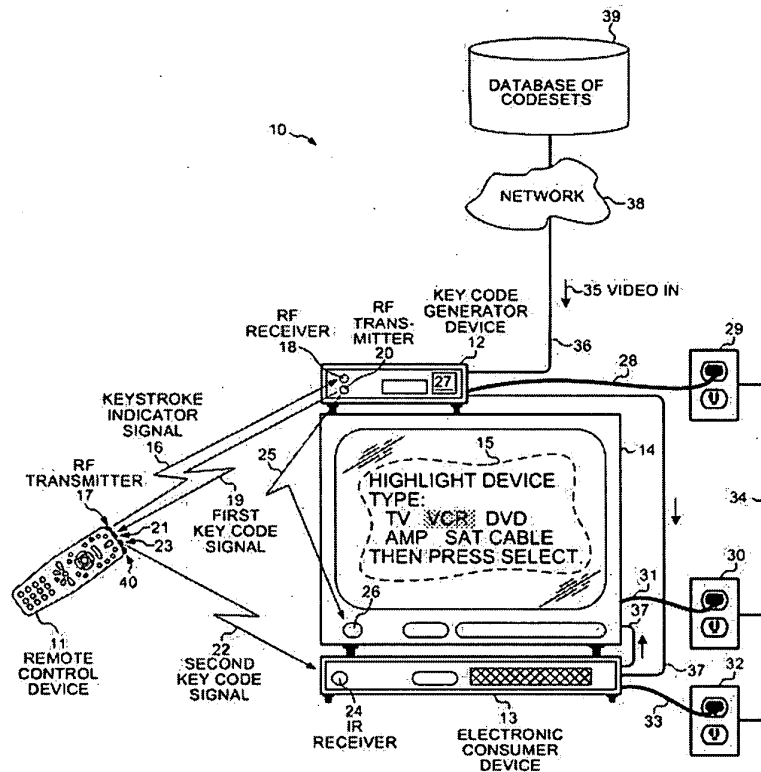 39
DATABASE OF
CODESETS
10
NETWORK
38
35 VIDEO IN
36
KEY CODE
GENERATOR
DEVICE
12
RF
TRANS-
MITTER
20
RF
RECEIVER
18
27
28
29
KEYSTROKE
INDICATOR
SIGNAL
16
RF
TRANSMITTER
17
25
19
FIRST
KEY CODE
SIGNAL
21
23
40
15
14
HIGHLIGHT DEVICE
TYPE:
TV VCR DVD
AMP SAT CABLE
THEN PRESS SELECT
34
30
31
26
37
11
REMOTE
CONTROL
DEVICE
22
SECOND
KEY CODE
SIGNAL
37
32
33
24
IR
RECEIVER
13
ELECTRONIC
CONSUMER
DEVICE